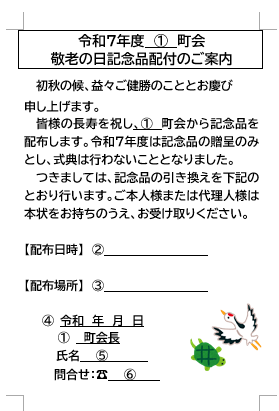 令和7年度 ① 町会
敬老の日記念品配付のご案内
初秋の候、益々ご健勝のこととお慶び
申し上げます。
皆様の長寿を祝し、① 町会から記念品を
配布します。令和7年度は記念品の贈呈のみ
とし、式典は行わないこととなりました。
つきましては、記念品の引き換えを下記の
とおり行います。ご本人様または代理人様は
本状をお持ちのうえ、お受け取りください。
【配布日時】 ②
【配布場所】 ③
④ 令和 年 月 日
① 町会長
氏名 ⑤
問合せ:☎ ⑥